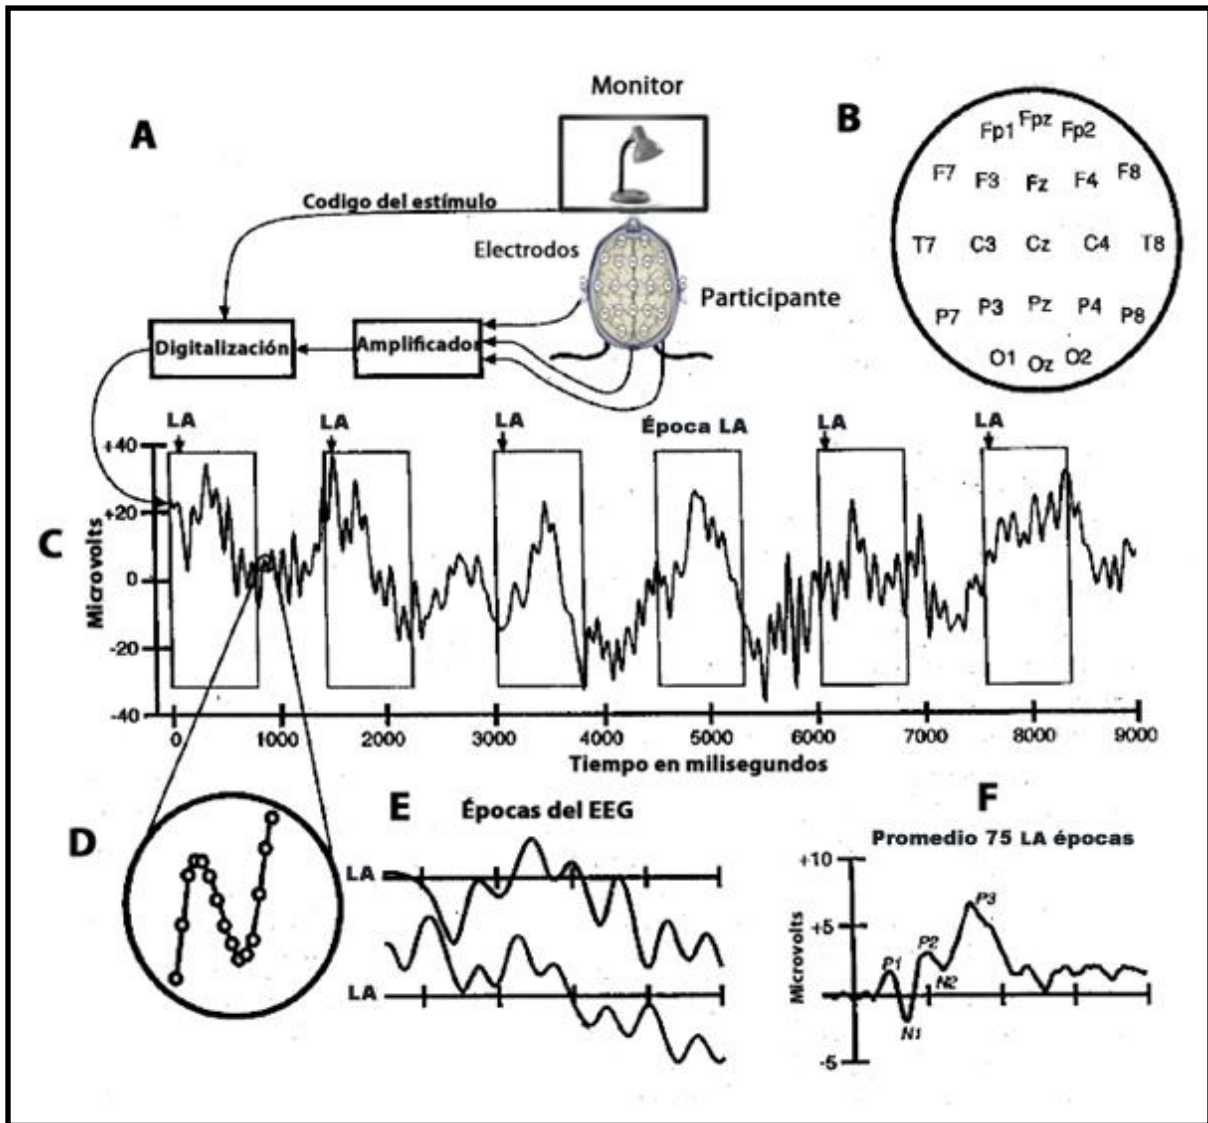 A
Monitor
Codigo del estímulo
Electrodos
Participante
Digitalización
Amplificador
B
Fp1 Fpz Fp2
F7 F3 Fz F4 F8
T7 C3 Cz C4 T8
P7 P3 Pz P4 P8
O1 Oz O2
C
LA LA LA Época LA LA LA
Microvolts
+40
+20
0
-20
-40
0 1000 2000 3000 4000 5000 6000 7000 8000 9000
Tiempo en milisegundos
D
E
Épocas del EEG
LA
LA
F
Promedio 75 LA épocas
Microvolts
+10
+5
-5
P1
N1
P2
N2
P3